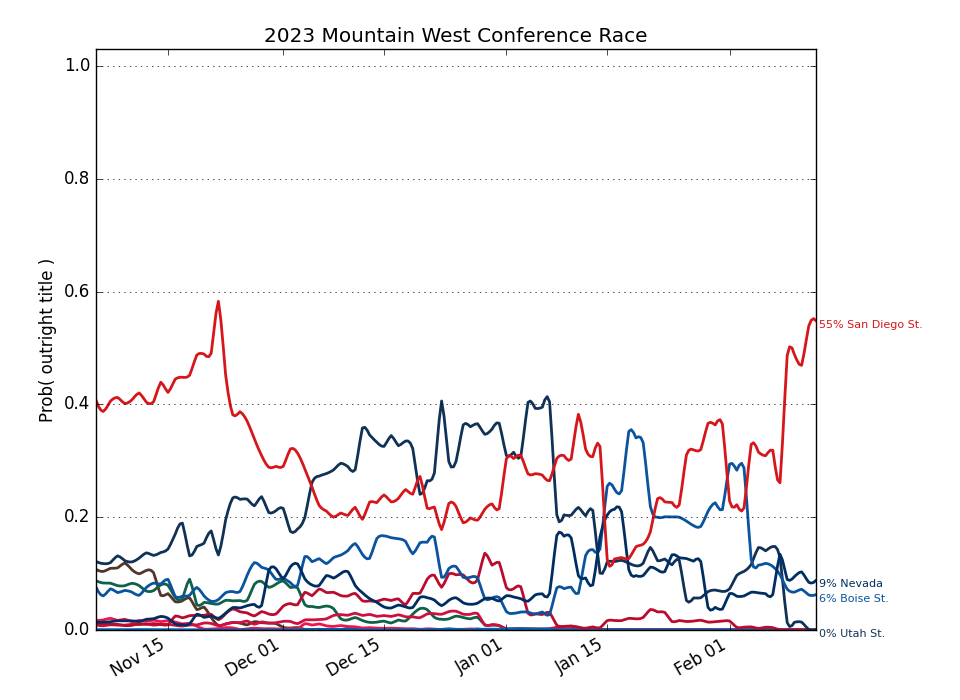 2023 Mountain West Conference Race
Prob( outright title )
1.0
0.8
0.6
0.4
0.2
0.0
55% San Diego St.
9% Nevada
6% Boise St.
0% Utah St.
Nov 15
Dec 01
Dec 15
Jan 01
Jan 15
Feb 01